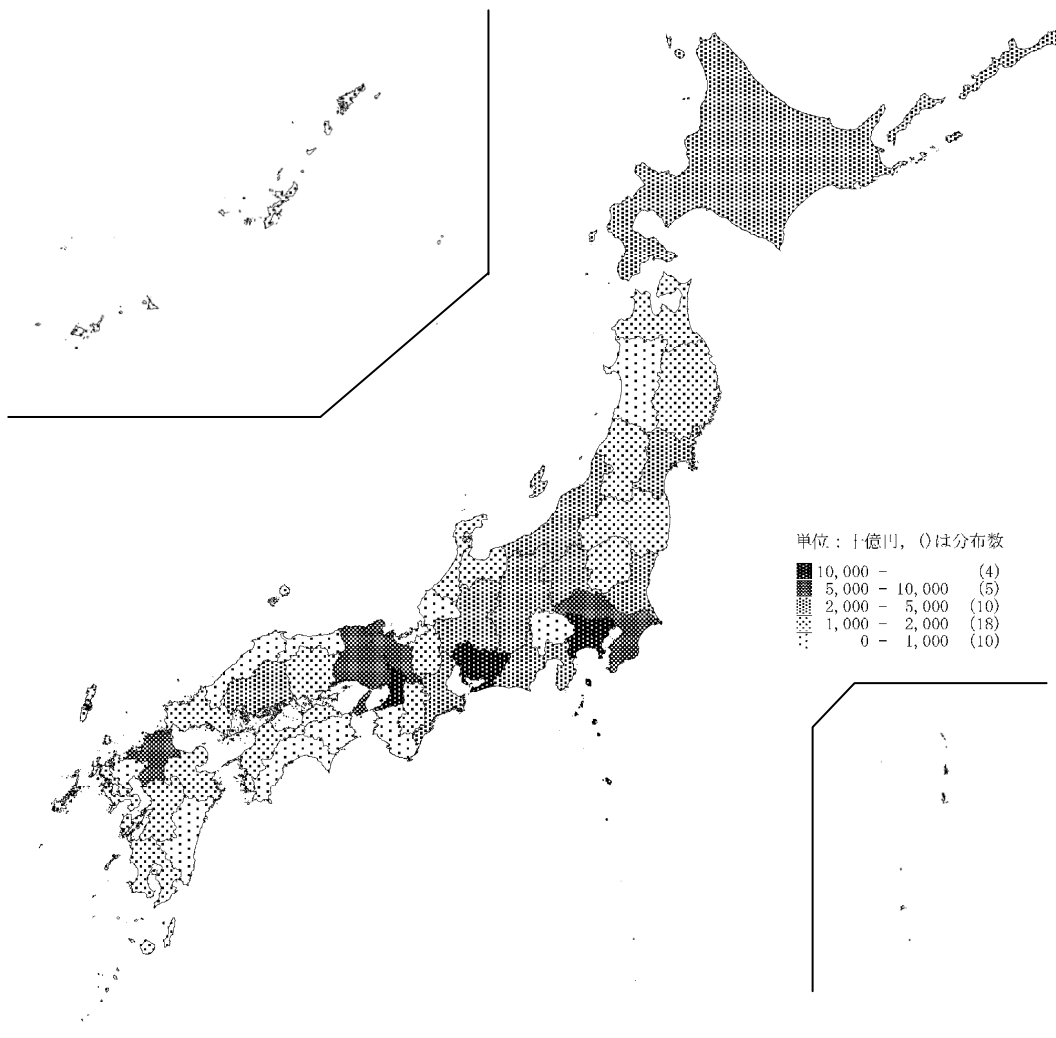 単位：十億円，()は分布数
10,000 - (4)
5,000 - 10,000 (5)
2,000 - 5,000 (10)
1,000 - 2,000 (18)
0 - 1,000 (10)